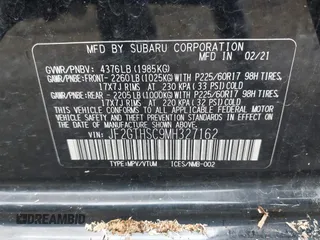 MFD BY SUBARU CORPORATION
02/21
GVWR/PNBV: 4376LB (1985KG)
GAWR/PNBE:FRONT- 2260LB(1025KG)WITH P225/60R17 98H TIRES,
17X7J RIMS AT 230 KPA( 33 PSI)COLD
GAWR/PNBE:REAR - 2205LB(1000KG)WITH P225/60R17 98H TIRES,
17X7J RIMS AT 220 KPA( 32 PSI)COLD
THIS VEHICLE CONFORMS TO ALL APPLICABLE FEDERAL MOTOR
VEHICLE SAFETY, BUMPER, AND THEFT PREVENTION STANDARDS
IN EFFECT ON THE DATE OF MANUFACTURE SHOWN ABOVE.
JF2GTHSC9MH327162
TYPE:MPV/VTUM ICES/NMB-002
DREAMBID